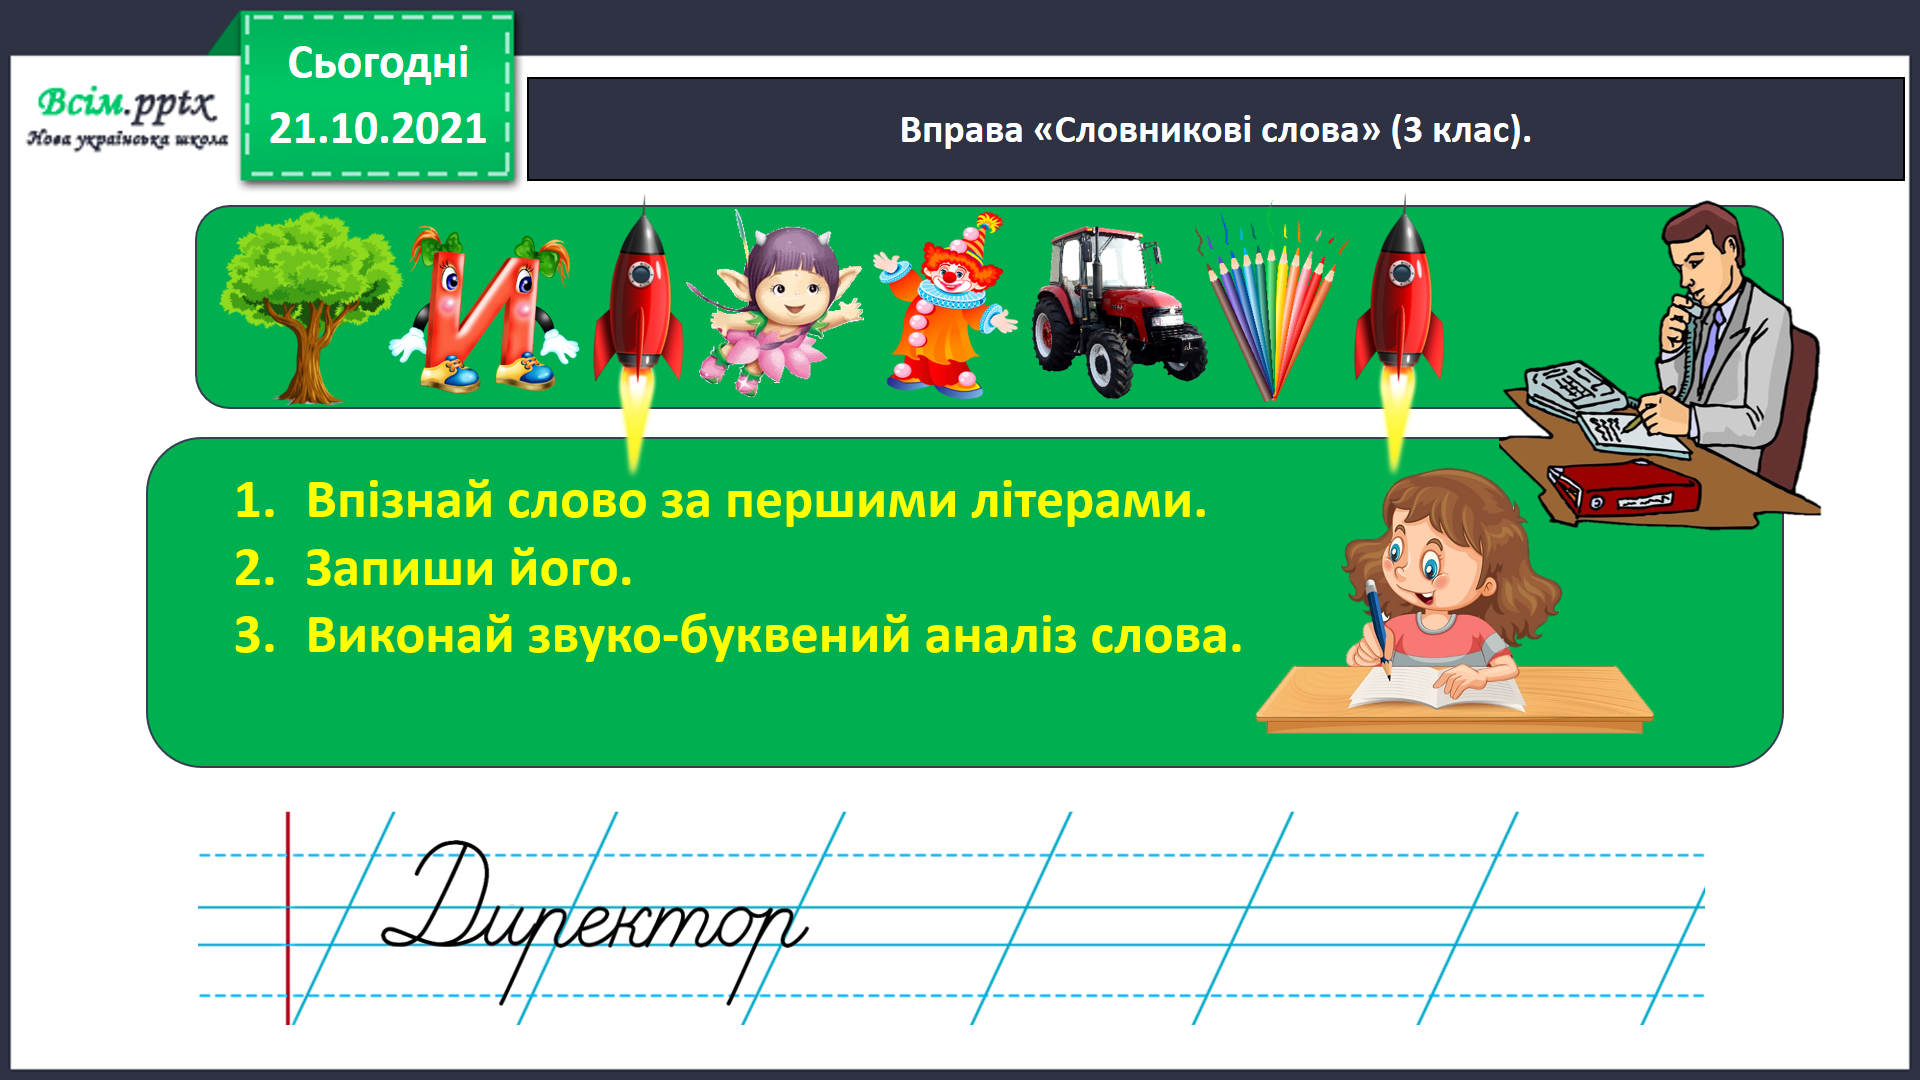 Сьогодні
21.10.2021
Всім.pptx
Нова українська школа
Вправа «Словникові слова» (3 клас).
И
1. Впізнай слово за першими літерами.
2. Запиши його.
3. Виконай звуко-буквений аналіз слова.
Директор